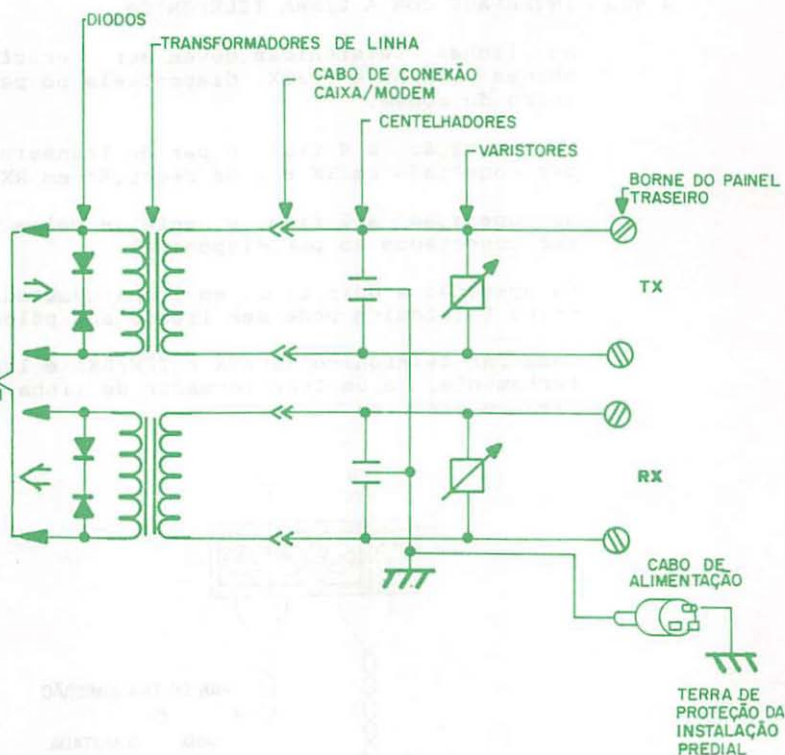 DIODOS
TRANSFORMADORES DE LINHA
CABO DE CONEXÃO
CAIXA/MODEM
CENTELHADORES
VARISTORES
BORNE DO PAINEL
TRASEIRO
TX
RX
CABO DE
ALIMENTAÇÃO
TERRA DE
PROTEÇÃO DA
INSTALAÇÃO
PREDIAL